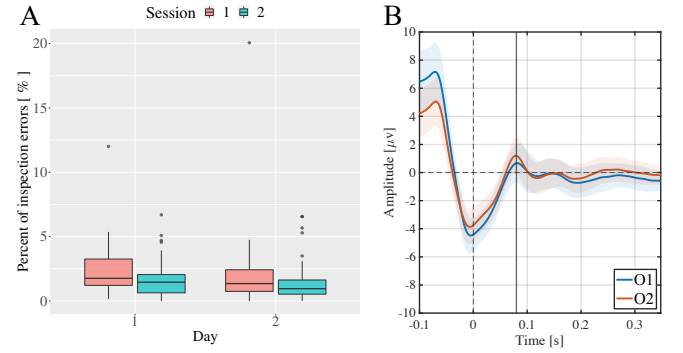 A
Session 1 2
Percent of inspection errors [ % ]
20
15
10
5
0
1
2
Day
B
Amplitude [μv]
10
8
6
4
2
0
-2
-4
-6
-8
-10
-0.1 0 0.1 0.2 0.3
Time [s]
O1
O2